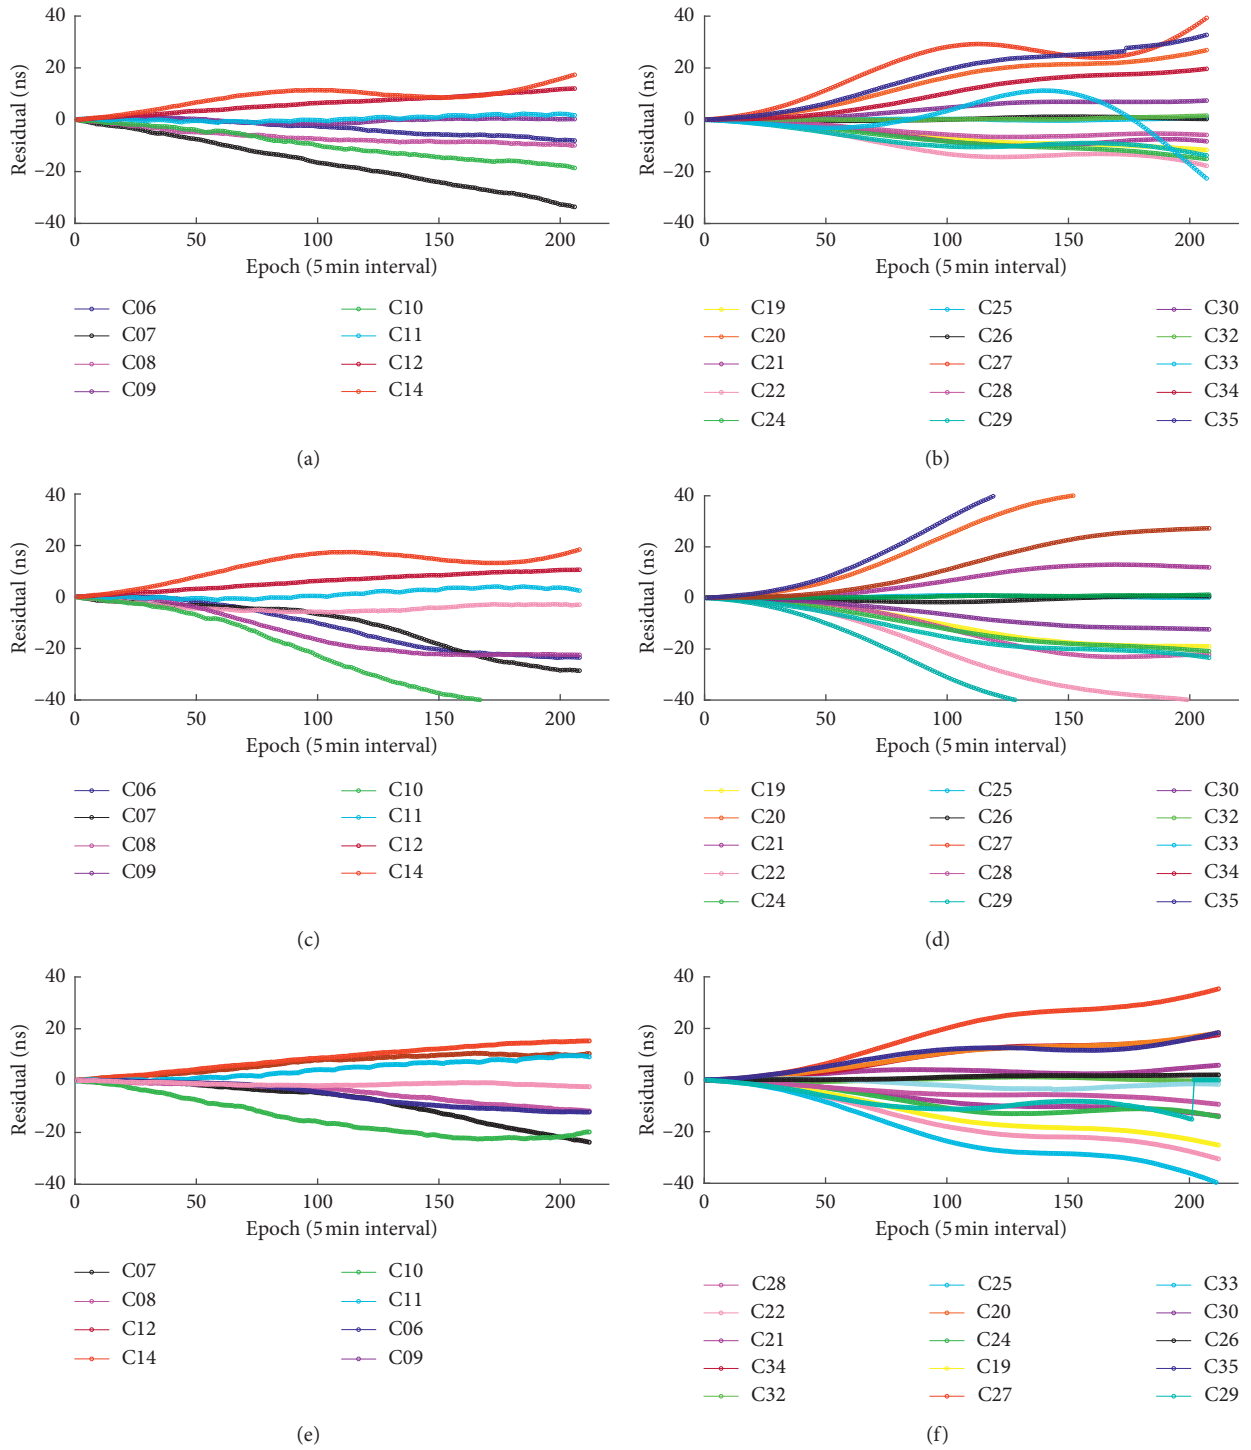 40
20
0
−20
−40
Residual (ns)
0 50 100 150 200
Epoch (5 min interval)
C06 C10
C07 C11
C08 C12
C09 C14
(a)
40
20
0
−20
−40
Residual (ns)
0 50 100 150 200
Epoch (5 min interval)
C19 C25 C30
C20 C26 C32
C21 C27 C33
C22 C28 C34
C24 C29 C35
(b)
40
20
0
−20
−40
Residual (ns)
0 50 100 150 200
Epoch (5 min interval)
C06 C10
C07 C11
C08 C12
C09 C14
(c)
40
20
0
−20
−40
Residual (ns)
0 50 100 150 200
Epoch (5 min interval)
C19 C25 C30
C20 C26 C32
C21 C27 C33
C22 C28 C34
C24 C29 C35
(d)
40
20
0
−20
−40
Residual (ns)
0 50 100 150 200
Epoch (5 min interval)
C07 C10
C08 C11
C12 C06
C14 C09
(e)
40
20
0
−20
−40
Residual (ns)
0 50 100 150 200
Epoch (5 min interval)
C28 C25 C33
C22 C20 C30
C21 C24 C26
C34 C19 C35
C32 C27 C29
(f)